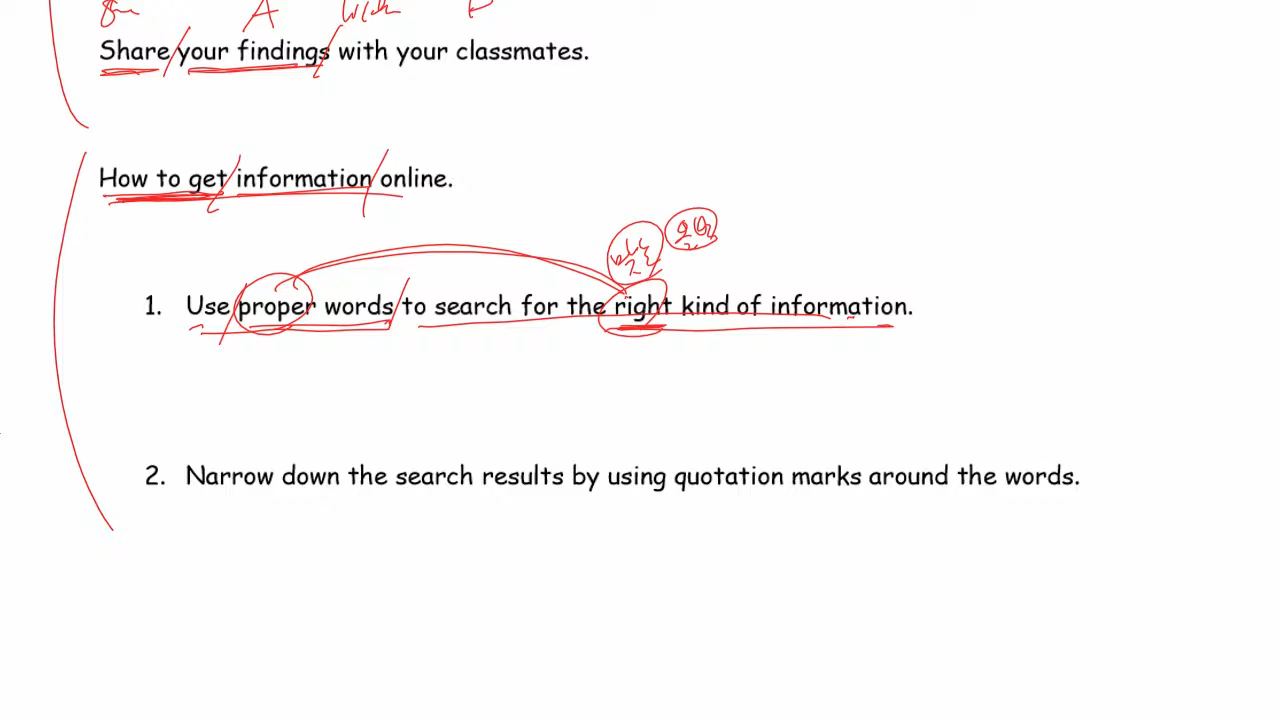 A with
Share your findings with your classmates.
How to get information online.
1. Use proper words to search for the right kind of information.
2. Narrow down the search results by using quotation marks around the words.